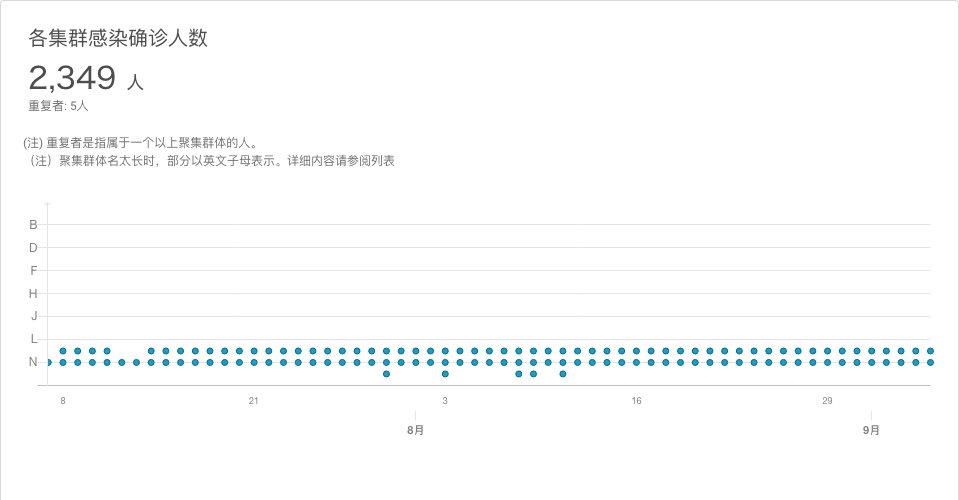 各集群感染确诊人数
2,349 人
重复者: 5人
(注) 重复者是指属于一个以上聚集群体的人。
（注）聚集群体名太长时，部分以英文子母表示。详细内容请参阅列表
B
D
F
H
J
L
N
8 21 3 16 29
8月 9月